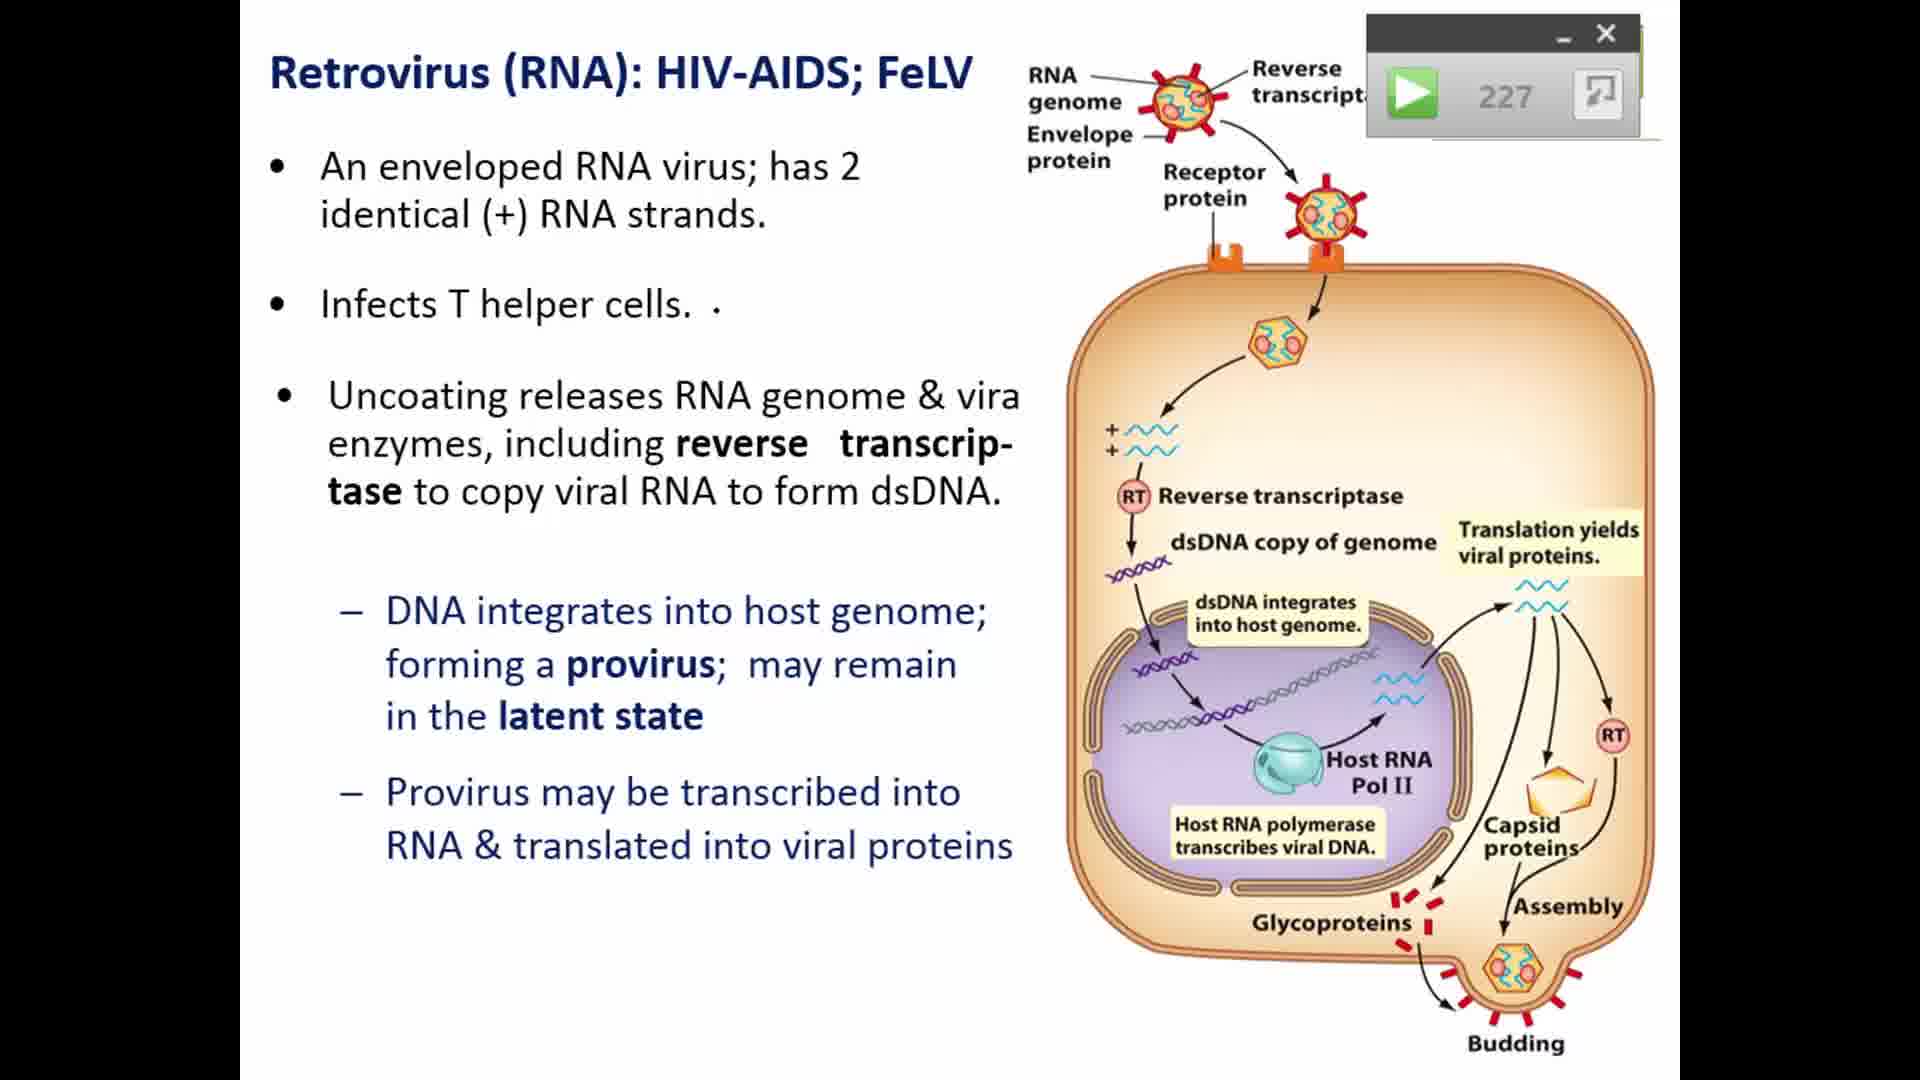 Retrovirus (RNA): HIV-AIDS; FeLV
• An enveloped RNA virus; has 2
identical (+) RNA strands.
• Infects T helper cells. .
• Uncoating releases RNA genome & vira
enzymes, including reverse transcrip-
tase to copy viral RNA to form dsDNA.
– DNA integrates into host genome;
forming a provirus; may remain
in the latent state
– Provirus may be transcribed into
RNA & translated into viral proteins
RNA
genome
Envelope
protein
Reverse
transcript
227
Receptor
protein
+
+
RT Reverse transcriptase
dsDNA copy of genome
Translation yields
viral proteins.
dsDNA integrates
into host genome.
Host RNA
Pol II
Host RNA polymerase
transcribes viral DNA.
RT
Capsid
proteins
Assembly
Glycoproteins
Budding